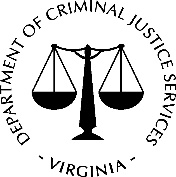 DEPARTMENT OF CRIMINAL JUSTICE SERVICES
- VIRGINIA -